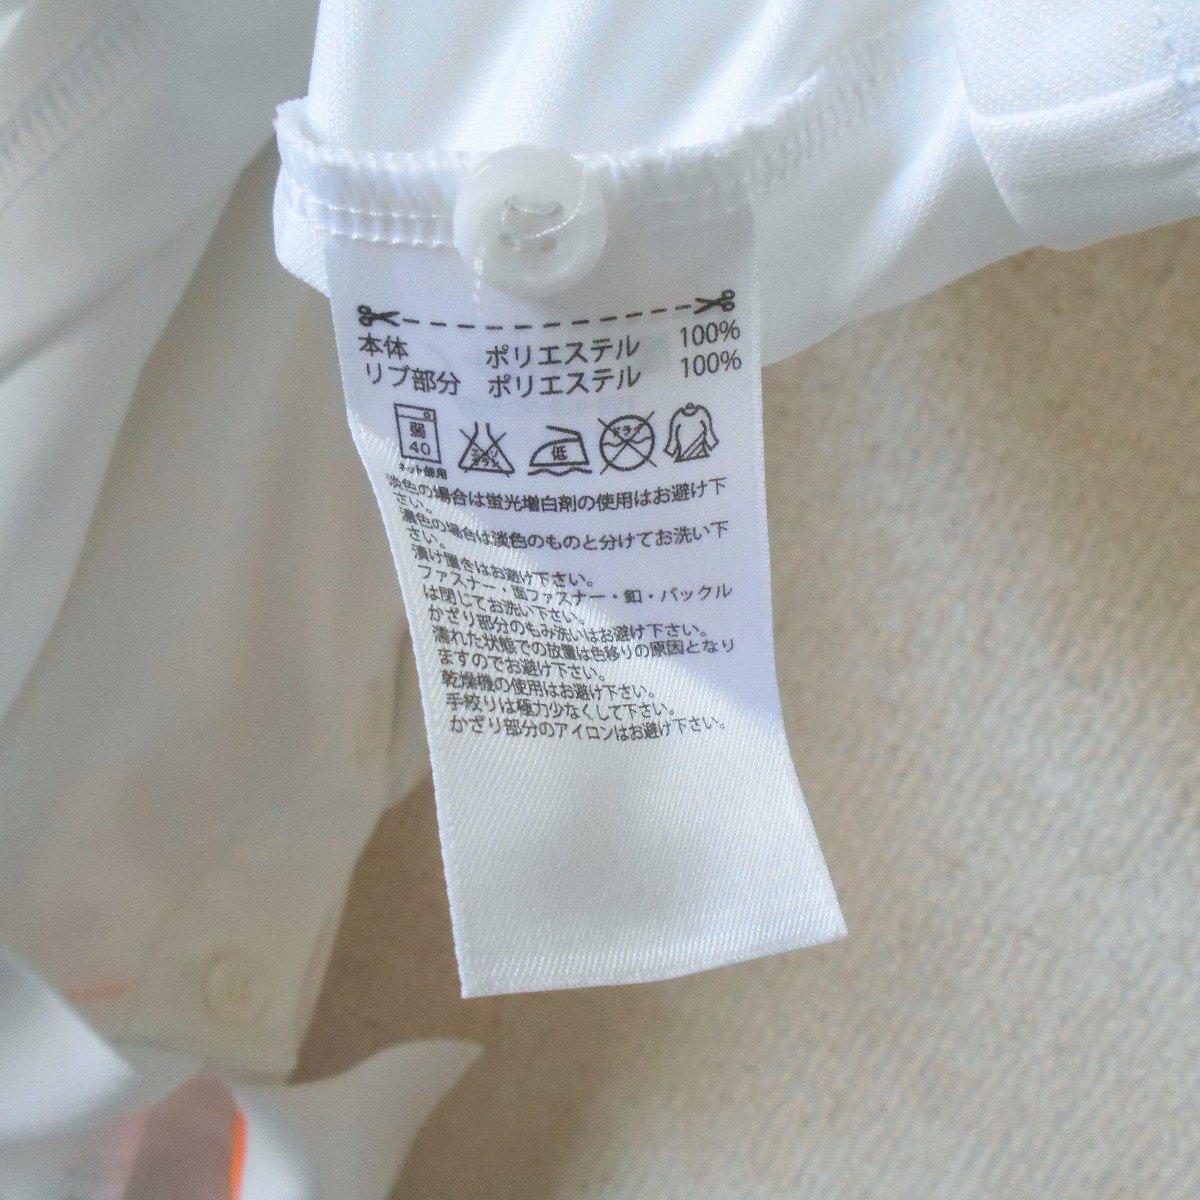 本体 ポリエステル 100%
リブ部分 ポリエステル 100%
弱
40
ネット使用
エンソサラシ
低
ドライ
淡色の場合は蛍光増白剤の使用はお避け下
さい。
濃色の場合は淡色のものと分けてお洗い下
さい。
漬け置きはお避け下さい。
ファスナー・面ファスナー・釦・バックル
は閉じてお洗い下さい。
かざり部分のもみ洗いはお避け下さい。
濡れた状態での放置は色移りの原因となり
ますのでお避け下さい。
乾燥機の使用はお避け下さい。
手絞りは極力少なくして下さい。
かざり部分のアイロンはお避け下さい。